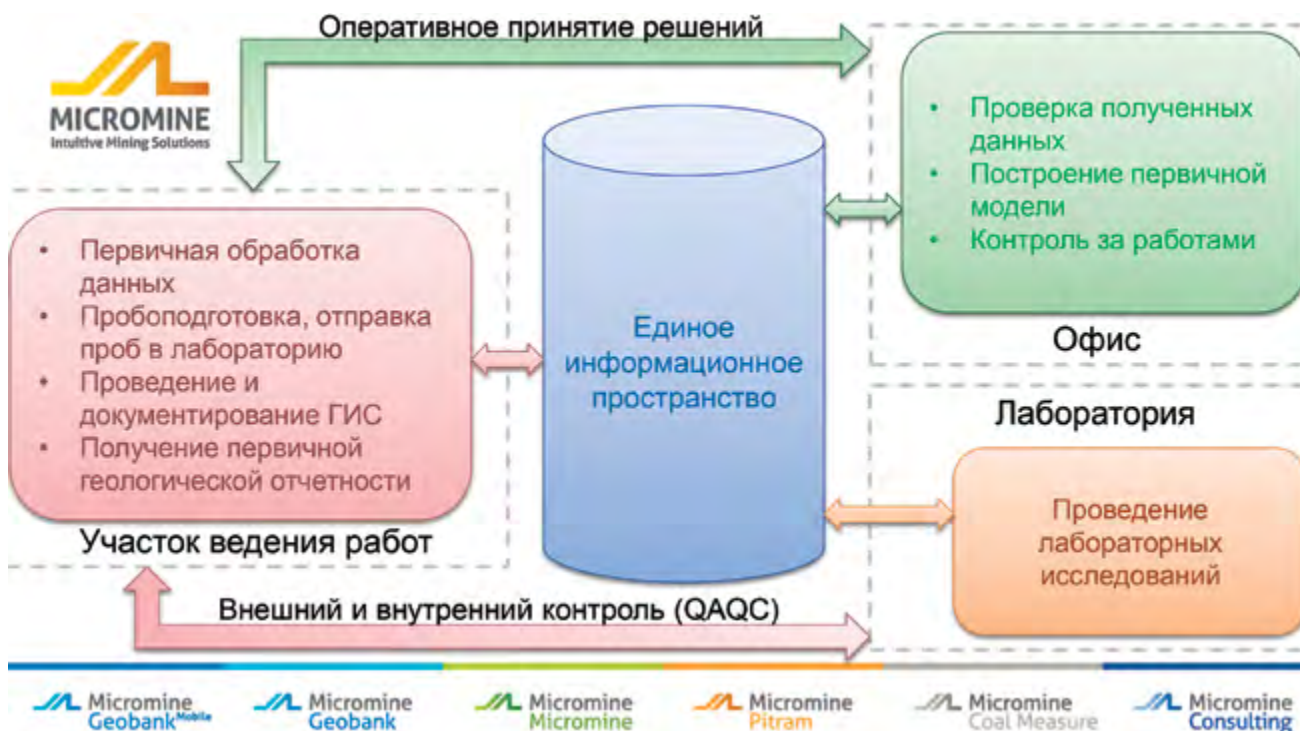 Оперативное принятие решений
MICROMINE
Intuitive Mining Solutions
• Проверка полученных
данных
• Построение первичной
модели
• Контроль за работами
Офис
• Первичная обработка
данных
• Пробоподготовка, отправка
проб в лабораторию
• Проведение и
документирование ГИС
• Получение первичной
геологической отчетности
Участок ведения работ
Единое
информационное
пространство
Лаборатория
Проведение
лабораторных
исследований
Внешний и внутренний контроль (QAQC)
Micromine
Geobank Mobile
Micromine
Geobank
Micromine
Micromine
Micromine
Pitram
Micromine
Coal Measure
Micromine
Consulting